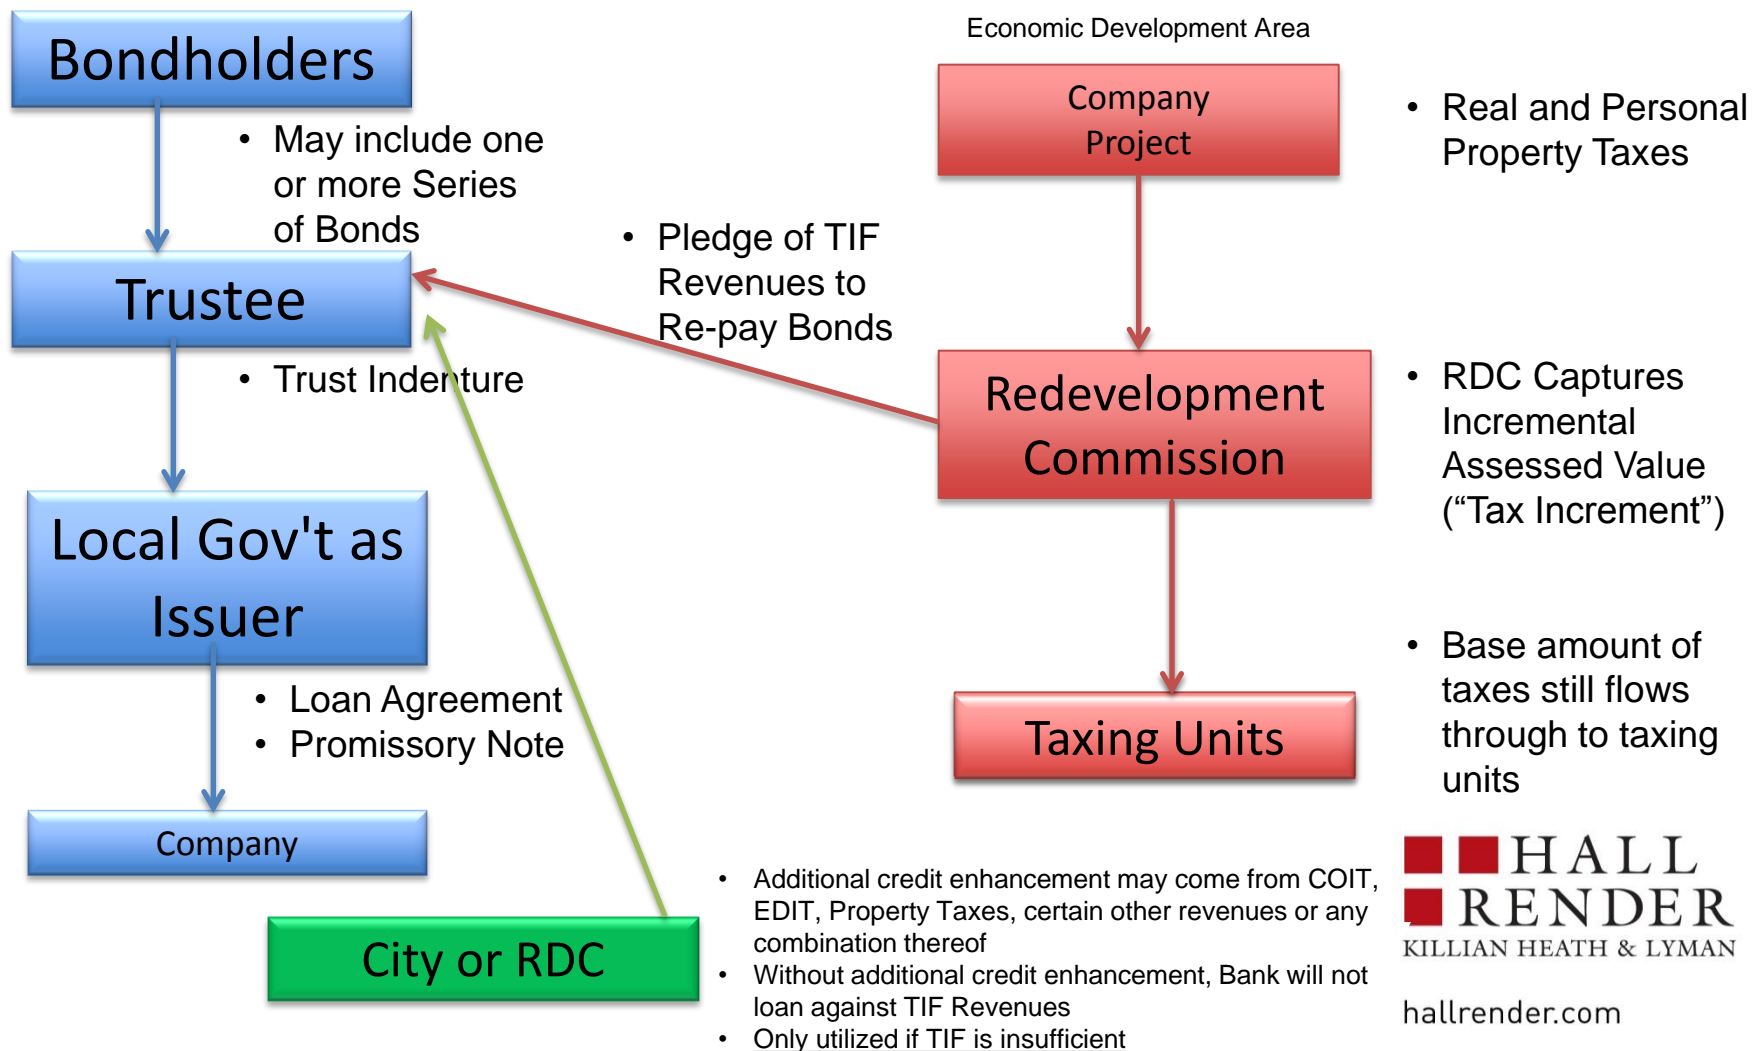 Bondholders
• May include one
or more Series
of Bonds
Trustee
• Trust Indenture
Local Gov't as
Issuer
• Loan Agreement
• Promissory Note
Company
City or RDC
• Pledge of TIF
Revenues to
Re-pay Bonds
Economic Development Area
Company
Project
Redevelopment
Commission
Taxing Units
• Real and Personal
Property Taxes
• RDC Captures
Incremental
Assessed Value
(“Tax Increment”)
• Base amount of
taxes still flows
through to taxing
units
• Additional credit enhancement may come from COIT,
EDIT, Property Taxes, certain other revenues or any
combination thereof
• Without additional credit enhancement, Bank will not
loan against TIF Revenues
• Only utilized if TIF is insufficient
HALL
RENDER
KILLIAN HEATH & LYMAN
hallrender.com